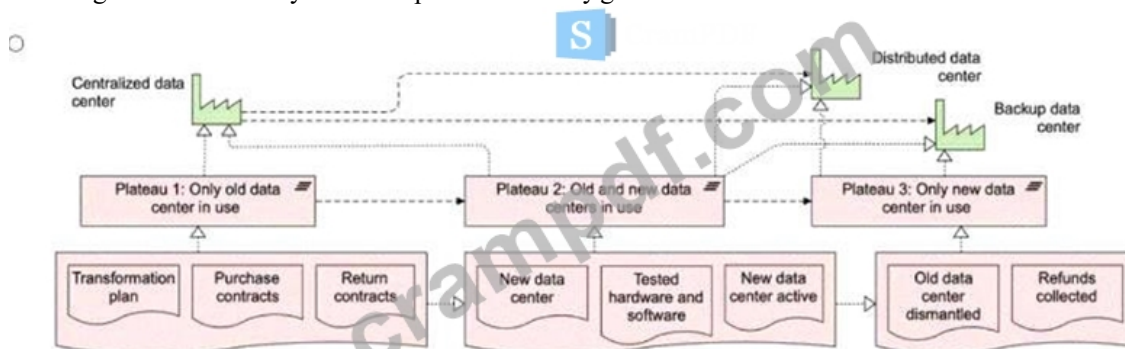 S
Centralized data
center
Distributed data
center
Backup data
center
Plateau 1: Only old data
center in use
Plateau 2: Old and new data
centers in use
Plateau 3: Only new data
center in use
Transformation
plan
Purchase
contracts
Return
contracts
New data
center
Tested
hardware and
software
New data
center active
Old data
center
dismantled
Refunds
collected
crampdf.com